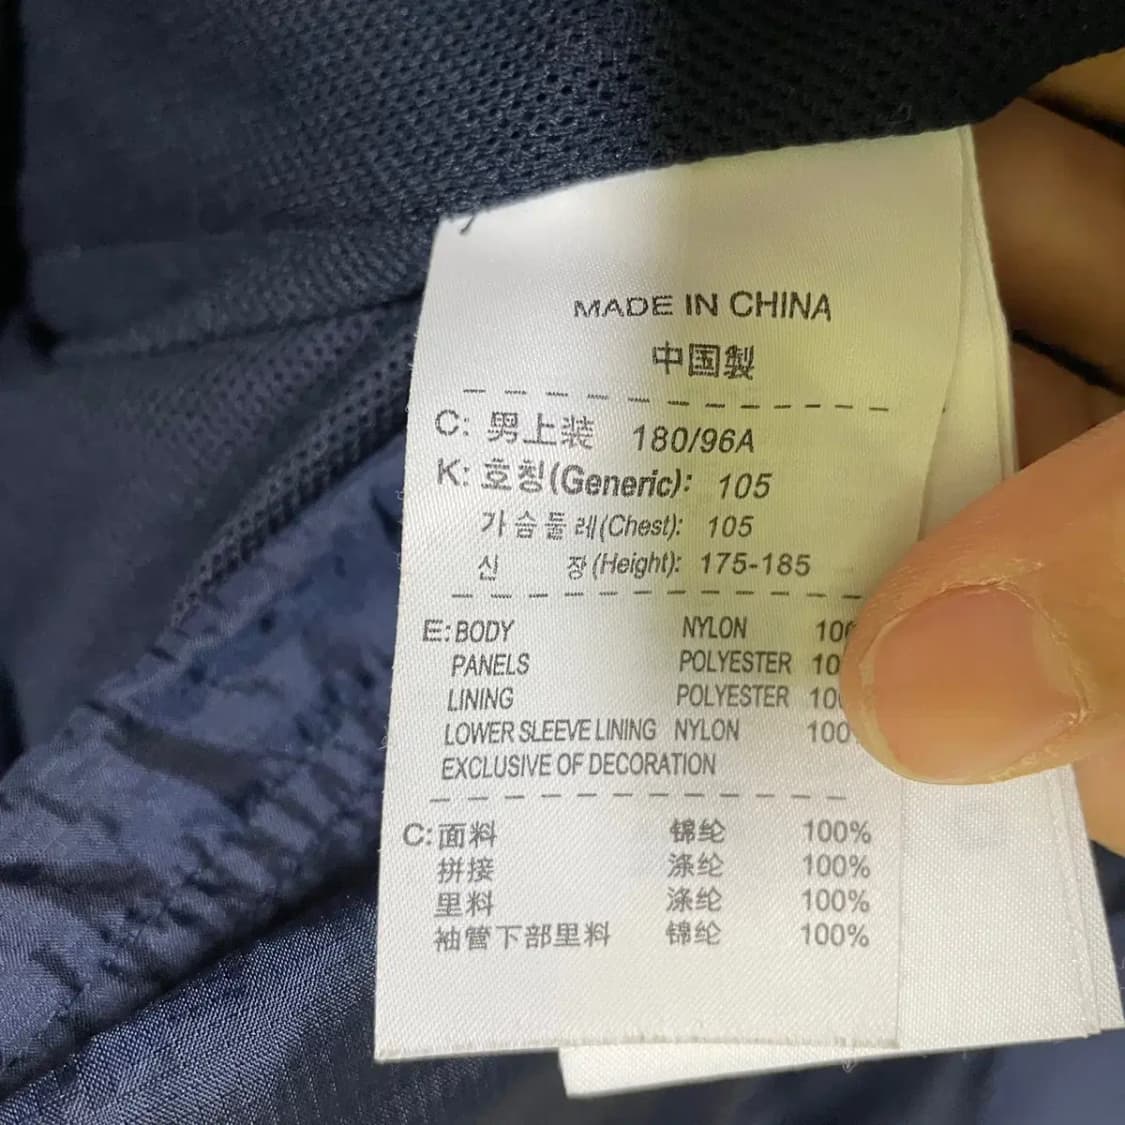 MADE IN CHINA
中国製
C: 男上装 180/96A
K: 호칭(Generic): 105
가슴둘레(Chest): 105
신 장(Height): 175-185
E: BODY NYLON
PANELS POLYESTER
LINING POLYESTER
LOWER SLEEVE LINING NYLON 100
EXCLUSIVE OF DECORATION
C: 面料 锦纶 100%
拼接 涤纶 100%
里料 涤纶 100%
袖管下部里料 锦纶 100%